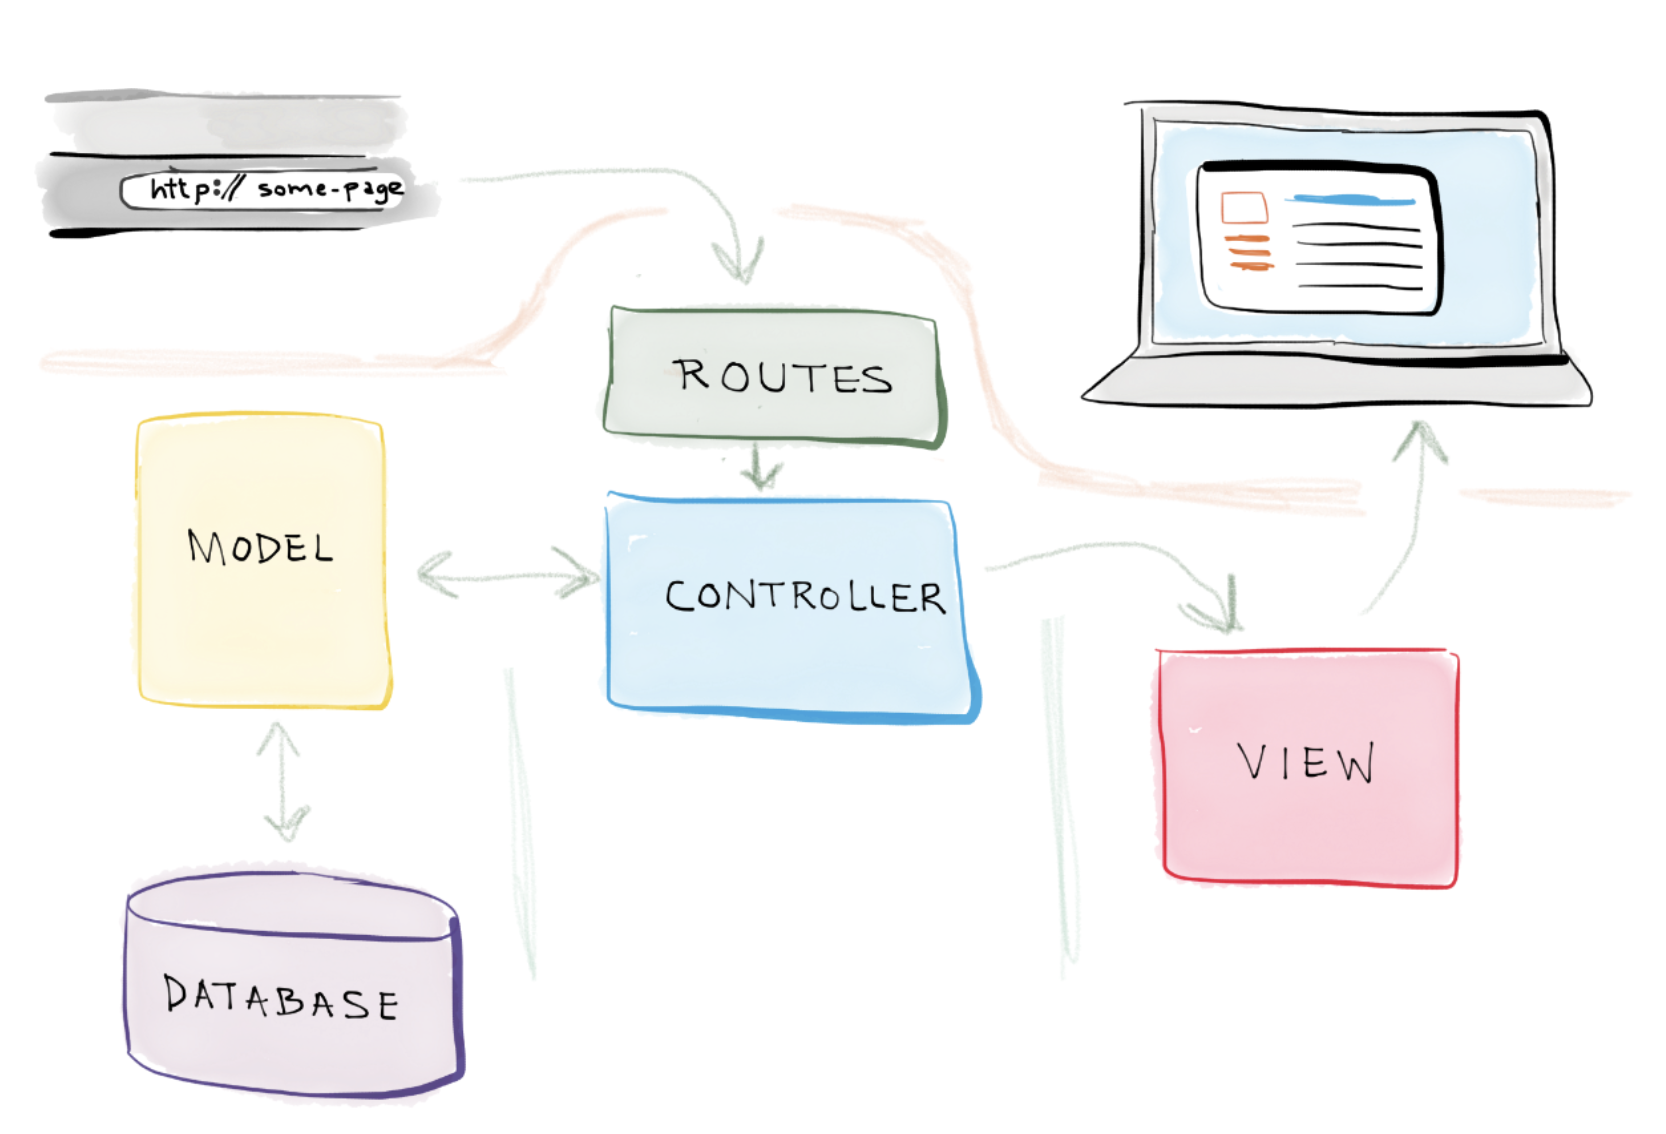 http:// some-page
ROUTES
MODEL
CONTROLLER
VIEW
DATABASE